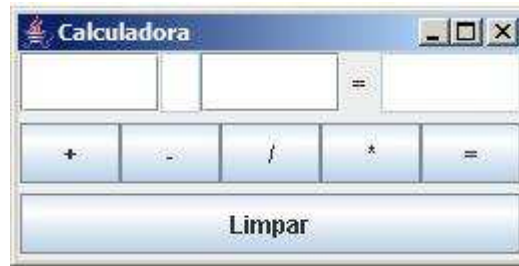 Calculadora
=
+ - / * =
Limpar